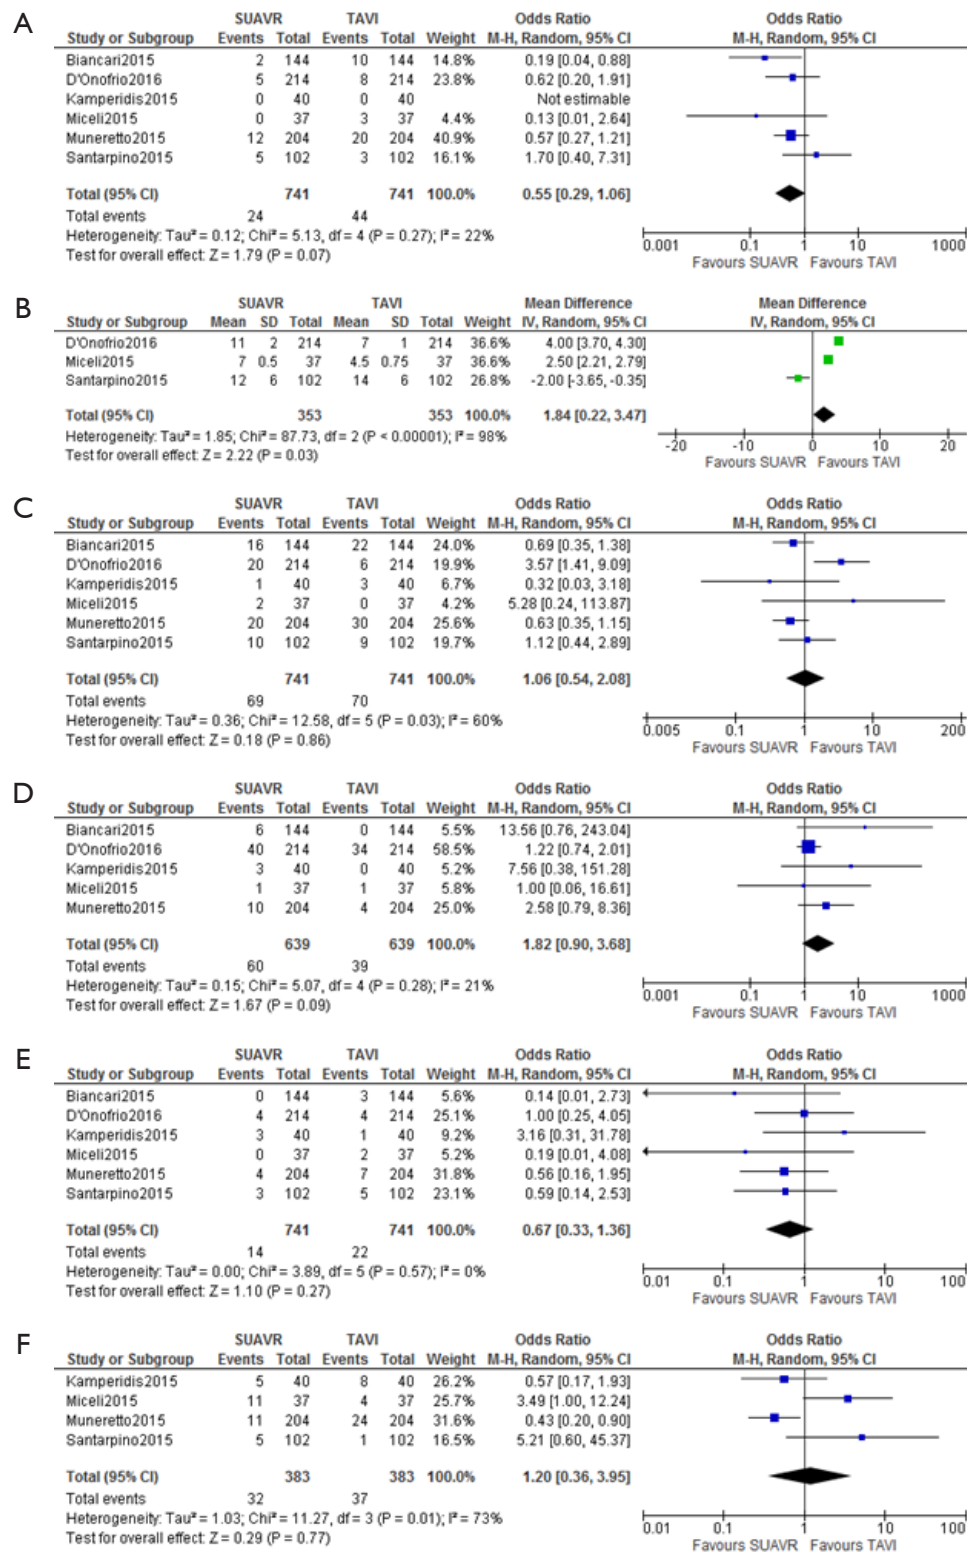 A
SUAVR TAVI Odds Ratio Odds Ratio
Study or Subgroup Events Total Events Total Weight M-H, Random, 95% CI M-H, Random, 95% CI
Biancari2015 2 144 10 144 14.8% 0.19 [0.04, 0.88]
D'Onofrio2016 5 214 8 214 23.8% 0.62 [0.20, 1.91]
Kamperidis2015 0 40 0 40 Not estimable
Miceli2015 0 37 3 37 4.4% 0.13 [0.01, 2.64]
Muneretto2015 12 204 20 204 40.9% 0.57 [0.27, 1.21]
Santarpino2015 5 102 3 102 16.1% 1.70 [0.40, 7.31]
Total (95% CI) 741 741 100.0% 0.55 [0.29, 1.06]
Total events 24 44
Heterogeneity: Tau² = 0.12; Chi² = 5.13, df = 4 (P = 0.27); I² = 22%
Test for overall effect: Z = 1.79 (P = 0.07)
0.001 0.1 1 10 1000
Favours SUAVR Favours TAVI
B
SUAVR TAVI Mean Difference Mean Difference
Study or Subgroup Mean SD Total Mean SD Total Weight IV, Random, 95% CI IV, Random, 95% CI
D'Onofrio2016 11 2 214 7 1 214 36.6% 4.00 [3.70, 4.30]
Miceli2015 7 0.5 37 4.5 0.75 37 36.6% 2.50 [2.21, 2.79]
Santarpino2015 12 6 102 14 6 102 26.8% -2.00 [-3.65, -0.35]
Total (95% CI) 353 353 100.0% 1.84 [0.22, 3.47]
Heterogeneity: Tau² = 1.85; Chi² = 87.73, df = 2 (P < 0.00001); I² = 98%
Test for overall effect: Z = 2.22 (P = 0.03)
-20 -10 0 10 20
Favours SUAVR Favours TAVI
C
SUAVR TAVI Odds Ratio Odds Ratio
Study or Subgroup Events Total Events Total Weight M-H, Random, 95% CI M-H, Random, 95% CI
Biancari2015 16 144 22 144 24.0% 0.69 [0.35, 1.38]
D'Onofrio2016 20 214 6 214 19.9% 3.57 [1.41, 9.09]
Kamperidis2015 1 40 3 40 6.7% 0.32 [0.03, 3.18]
Miceli2015 2 37 0 37 4.2% 5.28 [0.24, 113.87]
Muneretto2015 20 204 30 204 25.6% 0.63 [0.35, 1.15]
Santarpino2015 10 102 9 102 19.7% 1.12 [0.44, 2.89]
Total (95% CI) 741 741 100.0% 1.06 [0.54, 2.08]
Total events 69 70
Heterogeneity: Tau² = 0.36; Chi² = 12.58, df = 5 (P = 0.03); I² = 60%
Test for overall effect: Z = 0.18 (P = 0.86)
0.005 0.1 1 10 200
Favours SUAVR Favours TAVI
D
SUAVR TAVI Odds Ratio Odds Ratio
Study or Subgroup Events Total Events Total Weight M-H, Random, 95% CI M-H, Random, 95% CI
Biancari2015 6 144 0 144 5.5% 13.56 [0.76, 243.04]
D'Onofrio2016 40 214 34 214 58.5% 1.22 [0.74, 2.01]
Kamperidis2015 3 40 0 40 5.2% 7.56 [0.38, 151.28]
Miceli2015 1 37 1 37 5.8% 1.00 [0.06, 16.61]
Muneretto2015 10 204 4 204 25.0% 2.58 [0.79, 8.36]
Total (95% CI) 639 639 100.0% 1.82 [0.90, 3.68]
Total events 60 39
Heterogeneity: Tau² = 0.15; Chi² = 5.07, df = 4 (P = 0.28); I² = 21%
Test for overall effect: Z = 1.67 (P = 0.09)
0.001 0.1 1 10 1000
Favours SUAVR Favours TAVI
E
SUAVR TAVI Odds Ratio Odds Ratio
Study or Subgroup Events Total Events Total Weight M-H, Random, 95% CI M-H, Random, 95% CI
Biancari2015 0 144 3 144 5.6% 0.14 [0.01, 2.73]
D'Onofrio2016 4 214 4 214 25.1% 1.00 [0.25, 4.05]
Kamperidis2015 3 40 1 40 9.2% 3.16 [0.31, 31.78]
Miceli2015 0 37 2 37 5.2% 0.19 [0.01, 4.08]
Muneretto2015 4 204 7 204 31.8% 0.56 [0.16, 1.95]
Santarpino2015 3 102 5 102 23.1% 0.59 [0.14, 2.53]
Total (95% CI) 741 741 100.0% 0.67 [0.33, 1.36]
Total events 14 22
Heterogeneity: Tau² = 0.00; Chi² = 3.89, df = 5 (P = 0.57); I² = 0%
Test for overall effect: Z = 1.10 (P = 0.27)
0.01 0.1 1 10 100
Favours SUAVR Favours TAVI
F
SUAVR TAVI Odds Ratio Odds Ratio
Study or Subgroup Events Total Events Total Weight M-H, Random, 95% CI M-H, Random, 95% CI
Kamperidis2015 5 40 8 40 26.2% 0.57 [0.17, 1.93]
Miceli2015 11 37 4 37 25.7% 3.49 [1.00, 12.24]
Muneretto2015 11 204 24 204 31.6% 0.43 [0.20, 0.90]
Santarpino2015 5 102 1 102 16.5% 5.21 [0.60, 45.37]
Total (95% CI) 383 383 100.0% 1.20 [0.36, 3.95]
Total events 32 37
Heterogeneity: Tau² = 1.03; Chi² = 11.27, df = 3 (P = 0.01); I² = 73%
Test for overall effect: Z = 0.29 (P = 0.77)
0.01 0.1 1 10 100
Favours SUAVR Favours TAVI